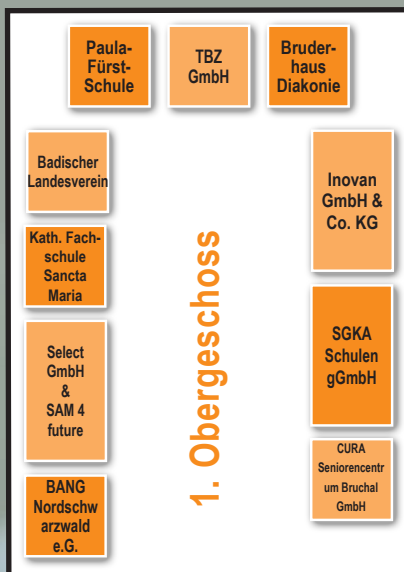 Paula-
Fürst-
Schule
TBZ
GmbH
Bruder-
haus
Diakonie
Badischer
Landesverein
Inovan
GmbH &
Co. KG
Kath. Fach-
schule
Sancta
Maria
1. Obergeschoss
SGKA
Schulen
gGmbH
Select
GmbH
&
SAM 4
future
CURA
Seniorencentr
um Bruchal
GmbH
BANG
Nordschw
arzwald
e.G.